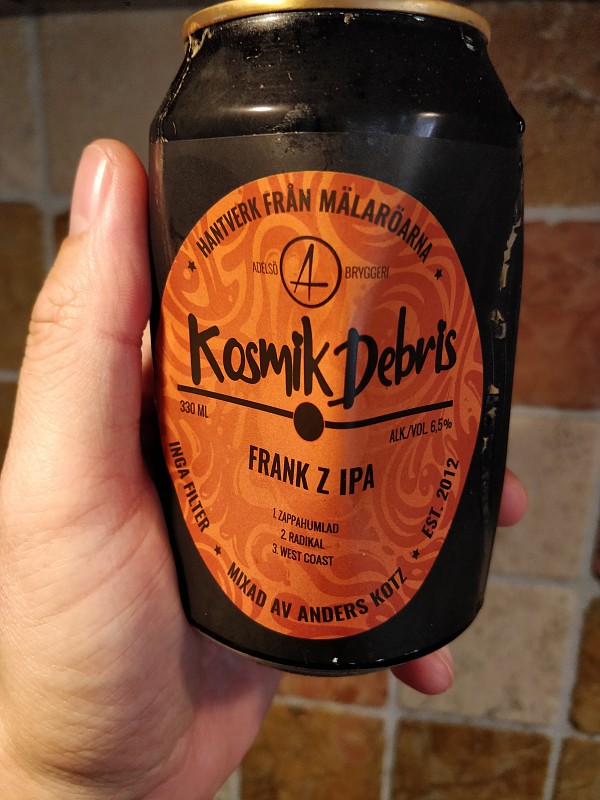 HANTVERK FRÅN MÄLARÖARNA
ADELSÖ A BRYGGERI
Kosmik Debris
330 ML
ALK./VOL. 6,5%
FRANK Z IPA
1. ZAPPAHUMLAD
2. RADIKAL
3. WEST COAST
INGA FILTER
EST. 2012
MIXAD AV ANDERS KOTZ